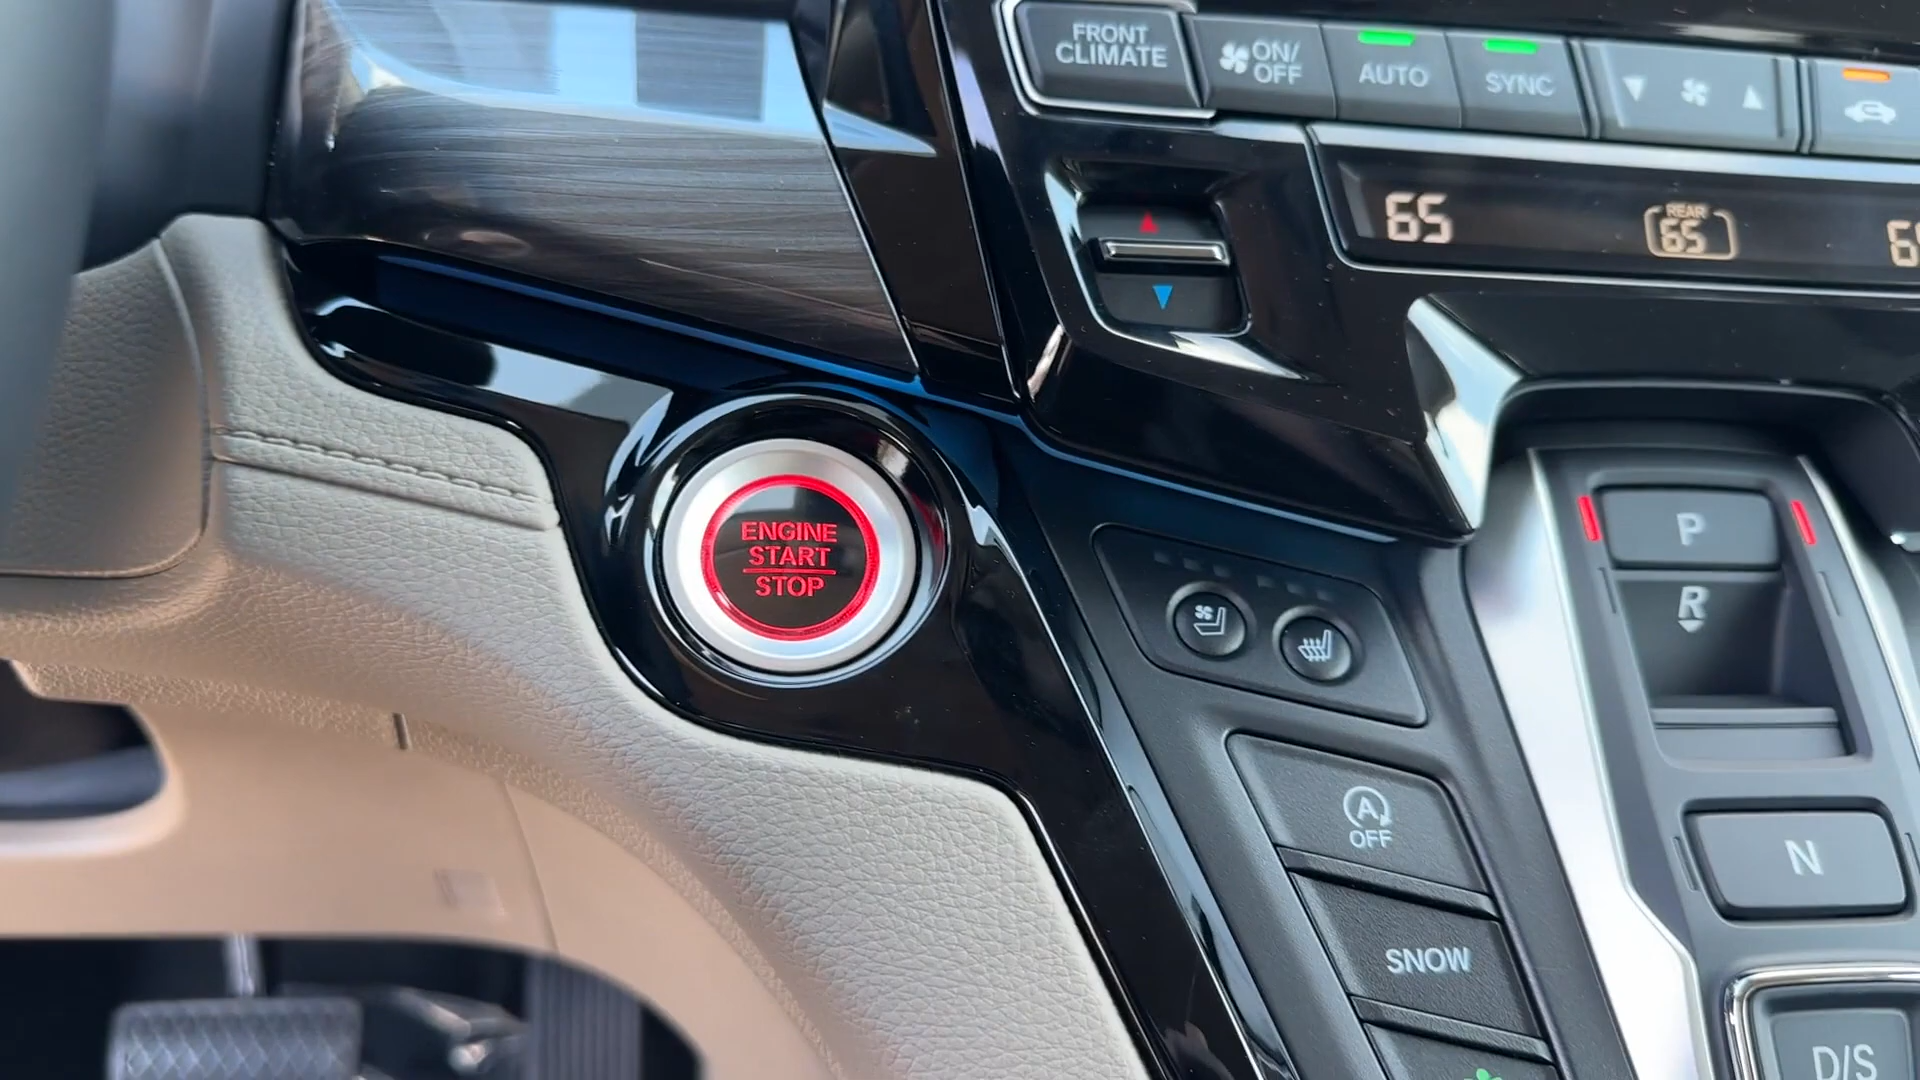 FRONT
CLIMATE
ON/
OFF
AUTO
SYNC
65
REAR
65
ENGINE
START
STOP
P
R
A
OFF
N
SNOW
D/S